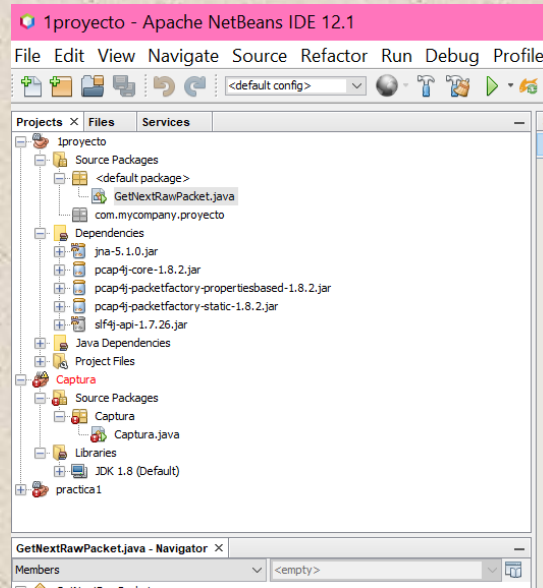 1proyecto - Apache NetBeans IDE 12.1
File Edit View Navigate Source Refactor Run Debug Profile
<default config>
Projects Files Services
1proyecto
Source Packages
<default package>
GetNextRawPacket.java
com.mycompany.proyecto
Dependencies
jna-5.1.0.jar
pcap4j-core-1.8.2.jar
pcap4j-packetfactory-propertiesbased-1.8.2.jar
pcap4j-packetfactory-static-1.8.2.jar
slf4j-api-1.7.26.jar
Java Dependencies
Project Files
Captura
Source Packages
Captura
Captura.java
Libraries
JDK 1.8 (Default)
practica1
GetNextRawPacket.java - Navigator
Members <empty>